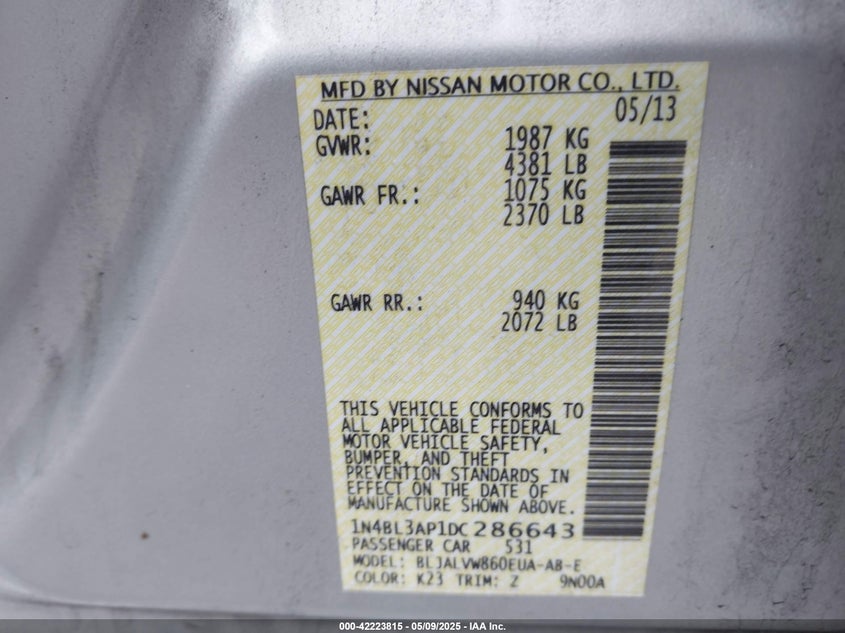 MFD BY NISSAN MOTOR CO., LTD.
DATE: 05/13
GVWR: 1987 KG
4381 LB
GAWR FR.: 1075 KG
2370 LB
GAWR RR.: 940 KG
2072 LB
THIS VEHICLE CONFORMS TO
ALL APPLICABLE FEDERAL
MOTOR VEHICLE SAFETY,
BUMPER, AND THEFT
PREVENTION STANDARDS IN
EFFECT ON THE DATE OF
MANUFACTURE SHOWN ABOVE.
1N4BL3AP1DC286643
PASSENGER CAR 531
MODEL: BLJALVW860EUA-AB-E
COLOR: K23 TRIM: Z 9N00A
000-42223815 - 05/09/2025 - IAA Inc.